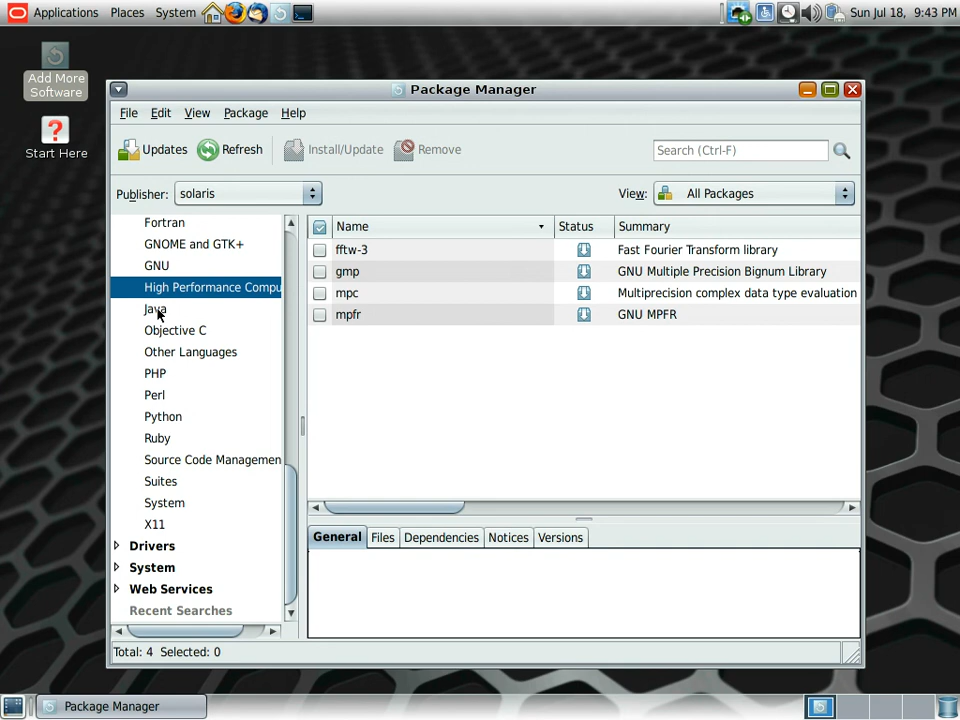 Applications Places System Sun Jul 18, 9:43 PM
Add More
Software
Start Here
Package Manager
File Edit View Package Help
Updates Refresh Install/Update Remove Search (Ctrl-F)
Publisher: solaris View: All Packages
Fortran
GNOME and GTK+
GNU
High Performance Compu
Java
Objective C
Other Languages
PHP
Perl
Python
Ruby
Source Code Managemen
Suites
System
X11
Drivers
System
Web Services
Recent Searches
Name Status Summary
fftw-3 Fast Fourier Transform library
gmp GNU Multiple Precision Bignum Library
mpc Multiprecision complex data type evaluation
mpfr GNU MPFR
General Files Dependencies Notices Versions
Total: 4 Selected: 0
Package Manager